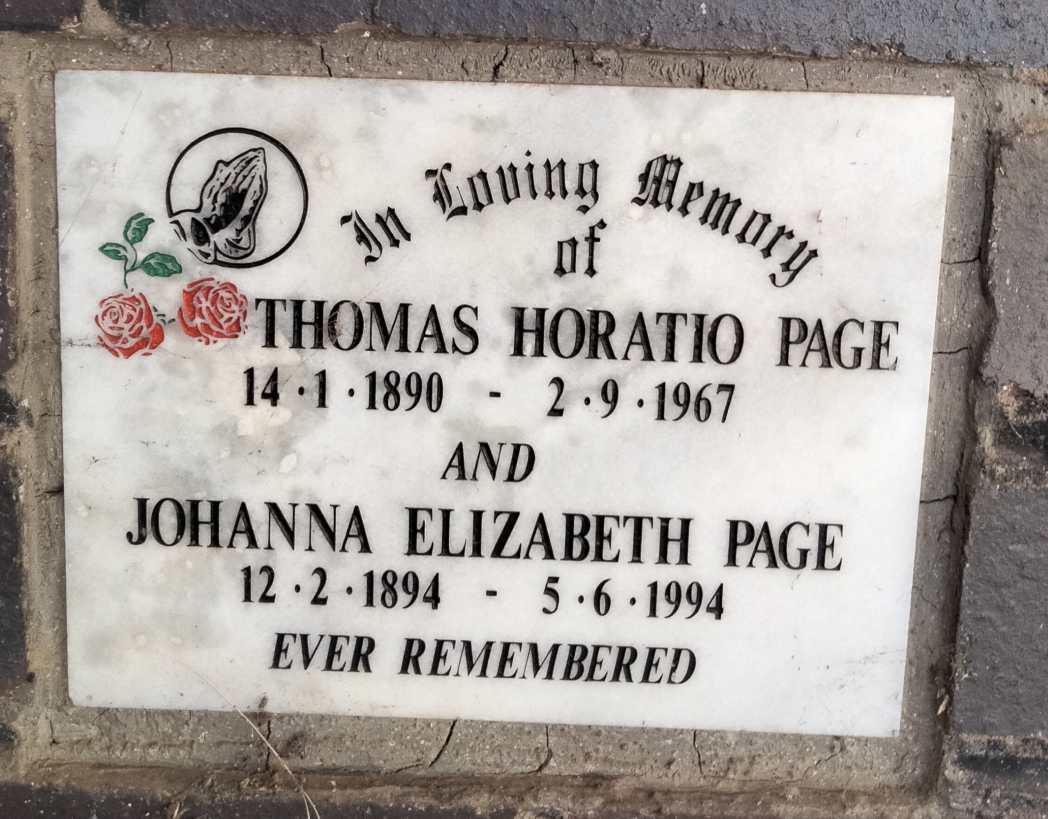 In Loving Memory
of
THOMAS HORATIO PAGE
14·1·1890 - 2·9·1967
AND
JOHANNA ELIZABETH PAGE
12·2·1894 - 5·6·1994
EVER REMEMBERED